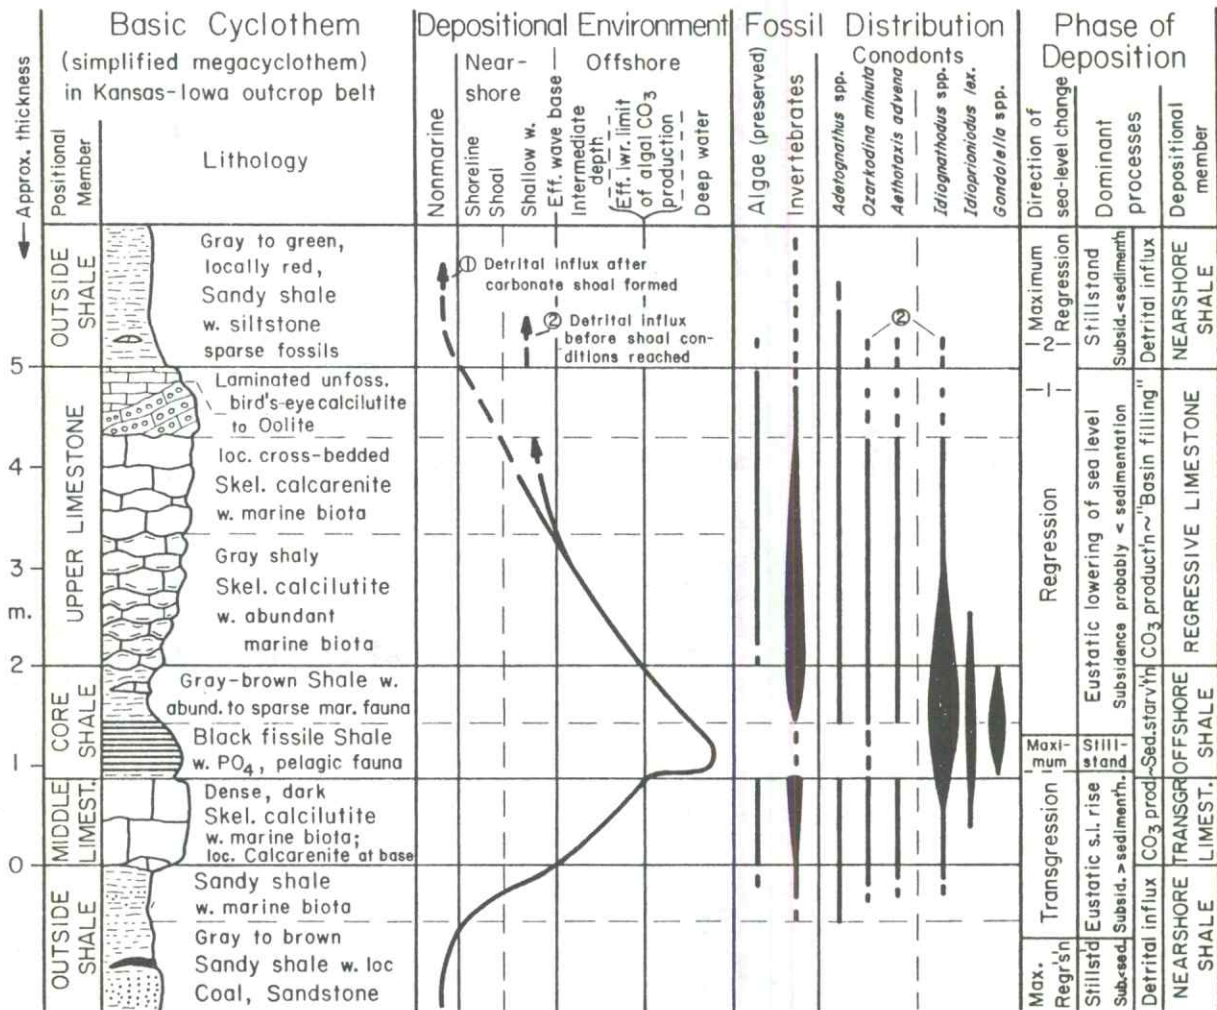 Basic Cyclothem
(simplified megacyclothem)
in Kansas-Iowa outcrop belt
Approx. thickness
Positional
Member
Lithology
Depositional Environment
Near-
shore
Offshore
Nonmarine
Shoreline
Shoal
Shallow w.
Eff. wave base
Intermediate
depth
Eff. lwr. limit
of algal CO3
production
Deep water
Fossil Distribution
Conodonts
Algae (preserved)
Invertebrates
Adetognathus spp.
Ozarkodina minuta
Aethotaxis advena
Idiognathodus spp.
Idioprioniodus lex.
Gondolella spp.
Phase of
Deposition
Direction of
sea-level change
Dominant
processes
Depositional
member
OUTSIDE
SHALE
Gray to green,
locally red,
Sandy shale
w. siltstone
sparse fossils
① Detrital influx after
carbonate shoal formed
② Detrital influx
before shoal con-
ditions reached
②
Maximum
Regression
–2–
Stillstand
Subsid.<sedimentn
Detrital influx
NEARSHORE
SHALE
5
4
3
m.
2
1
0
UPPER LIMESTONE
Laminated unfoss.
bird's-eye calcilutite
to Oolite
loc. cross-bedded
Skel. calcarenite
w. marine biota
Gray shaly
Skel. calcilutite
w. abundant
marine biota
–1–
Regression
Eustatic lowering of sea level
Subsidence probably < sedimentation
CO3 product'n~"Basin filling"
REGRESSIVE LIMESTONE
CORE
SHALE
Gray-brown Shale w.
abund. to sparse mar. fauna
Black fissile Shale
w. PO4, pelagic fauna
Maxi-
mum
Still-
stand
~Sed.starv'tn
OFFSHORE
SHALE
MIDDLE
LIMEST.
Dense, dark
Skel. calcilutite
w. marine biota;
loc. Calcarenite at base
Transgression
Eustatic s.l. rise
Subsid. > sedimentn.
CO3 prod.
TRANSGR.
LIMEST.
OUTSIDE
SHALE
Sandy shale
w. marine biota
Gray to brown
Sandy shale w. loc
Coal, Sandstone
Max.
Regrs'n
Stillstd
Sub.<sed.
Detrital influx
NEARSHORE
SHALE